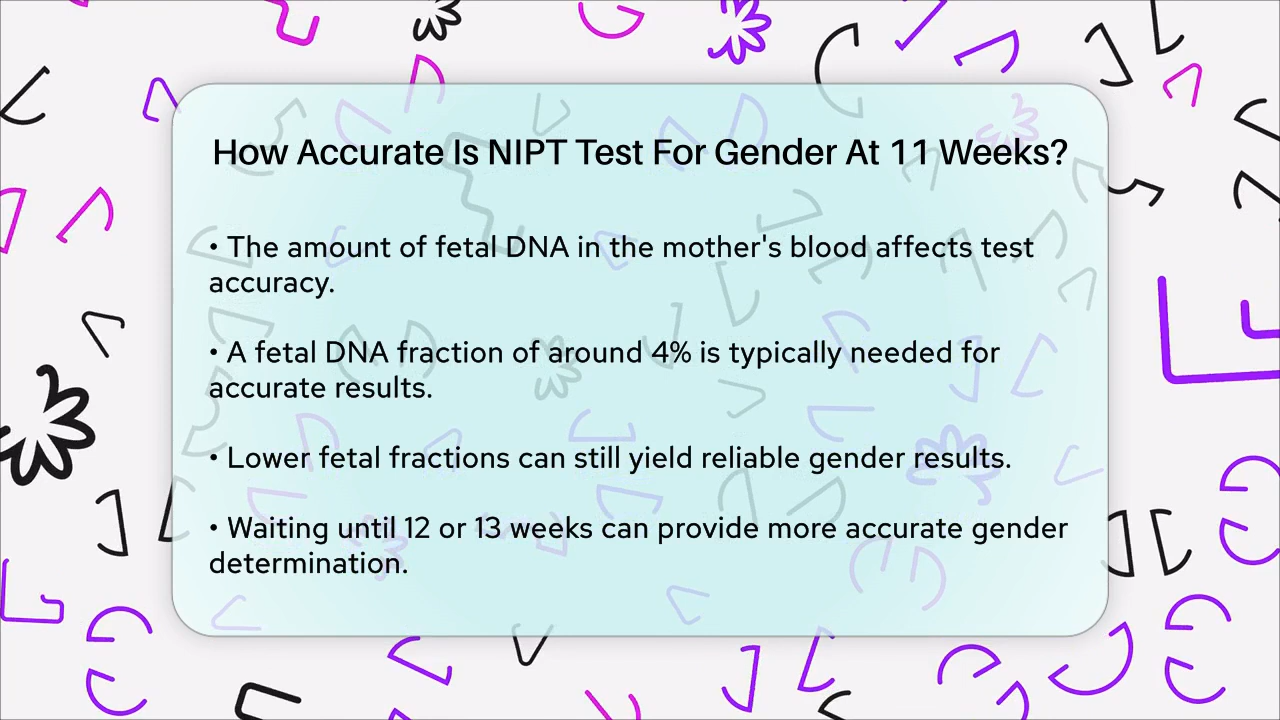 How Accurate Is NIPT Test For Gender At 11 Weeks?
• The amount of fetal DNA in the mother's blood affects test
accuracy.
• A fetal DNA fraction of around 4% is typically needed for
accurate results.
• Lower fetal fractions can still yield reliable gender results.
• Waiting until 12 or 13 weeks can provide more accurate gender
determination.